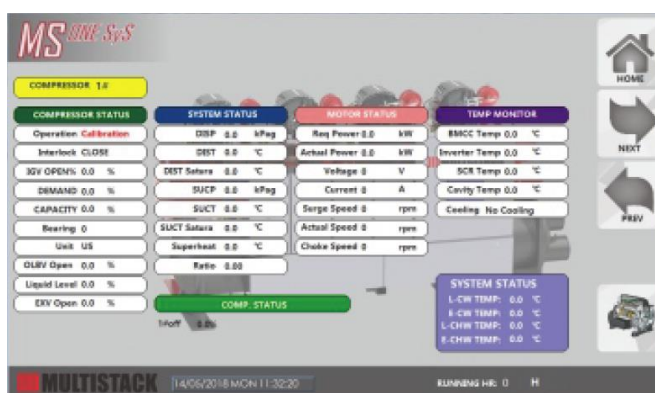 MS ONE SyS
HOME
COMPRESSOR 1#
COMPRESSOR STATUS
Operation Calibration
Interlock CLOSE
IGV OPEN% 0.0 %
DEMAND 0.0 %
CAPACITY 0.0 %
Bearing 0
Unit US
OLBV Open 0.0 %
Liquid Level 0.0 %
EXV Open 0.0 %
SYSTEM STATUS
DISP 0.0 kPag
DIST 0.0 ℃
DIST Satura 0.0 ℃
SUCP 0.0 kPag
SUCT 0.0 ℃
SUCT Satura 0.0 ℃
Superheat 0.0 ℃
Ratio 0.00
MOTOR STATUS
Req Power 0.0 kW
Actual Power 0.0 kW
Voltage 0 V
Current 0 A
Surge Speed 0 rpm
Actual Speed 0 rpm
Choke Speed 0 rpm
TEMP MONITOR
BMCC Temp 0.0 ℃
Inverter Temp 0.0 ℃
SCR Temp 0.0 ℃
Cavity Temp 0.0 ℃
Cooling No Cooling
NEXT
PREV
COMP. STATUS
1#off 0.0%
SYSTEM STATUS
L-CW TEMP: 0.0 ℃
E-CW TEMP: 0.0 ℃
L-CHW TEMP: 0.0 ℃
E-CHW TEMP: 0.0 ℃
MULTISTACK
14/05/2018 MON 11:32:20
RUNNING HR: 0 H